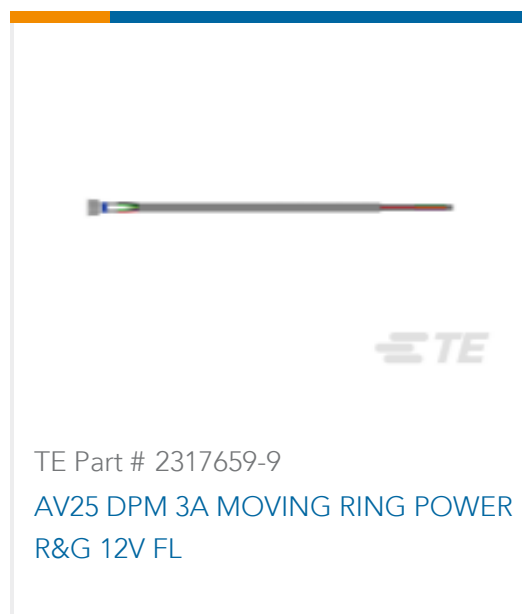 TE
TE Part # 2317659-9
AV25 DPM 3A MOVING RING POWER
R&G 12V FL